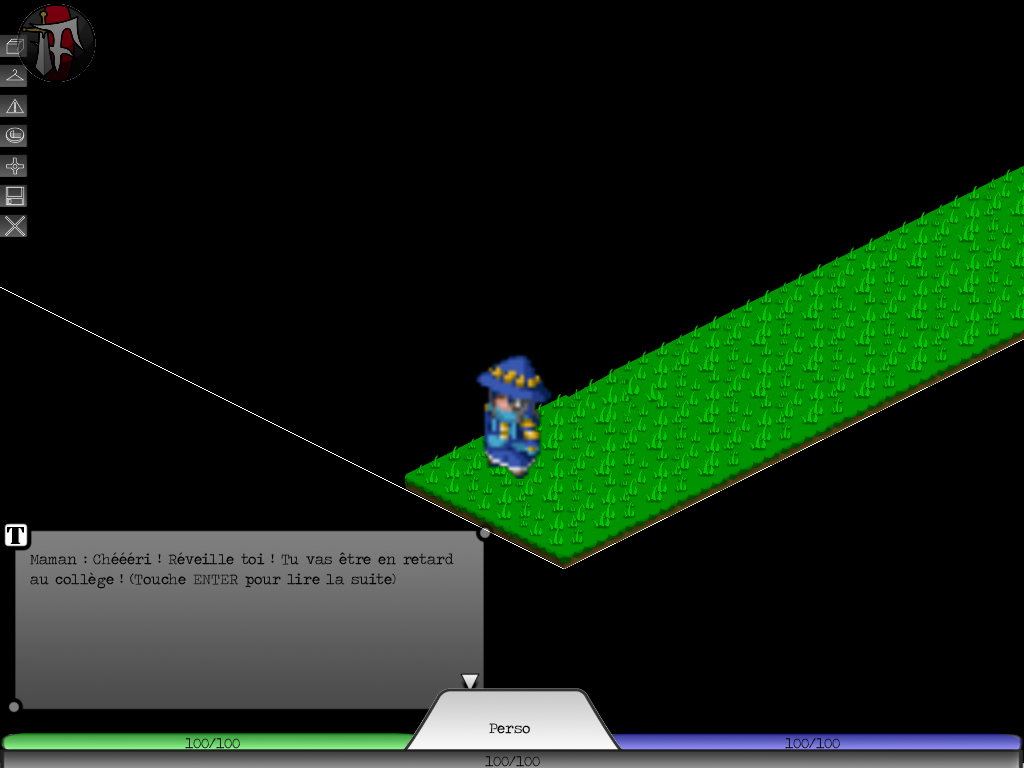 T
Maman : Chéééri ! Réveille toi ! Tu vas être en retard
au collège ! (Touche ENTER pour lire la suite)
Perso
100/100
100/100
100/100